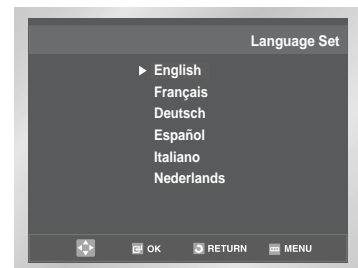 Language Set
English
Français
Deutsch
Español
Italiano
Nederlands
OK RETURN MENU